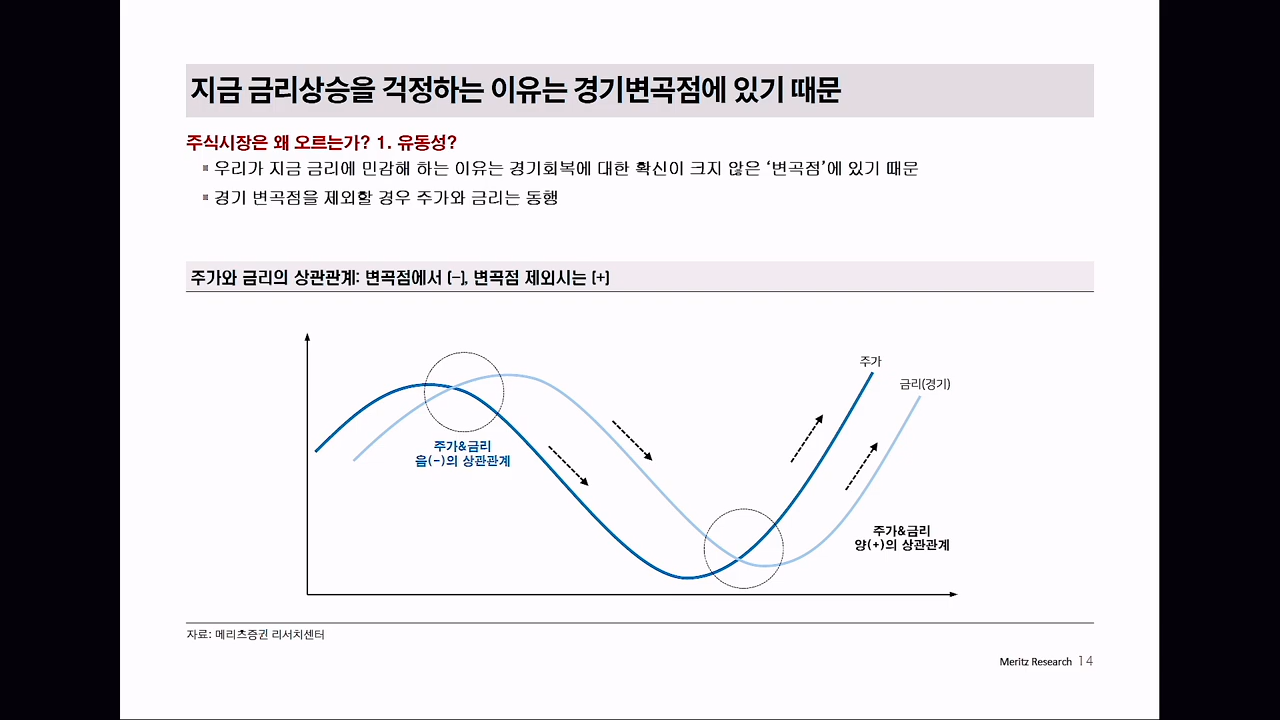 지금 금리상승을 걱정하는 이유는 경기변곡점에 있기 때문
주식시장은 왜 오르는가? 1. 유동성?
▪ 우리가 지금 금리에 민감해 하는 이유는 경기회복에 대한 확신이 크지 않은 ‘변곡점’에 있기 때문
▪ 경기 변곡점을 제외할 경우 주가와 금리는 동행
주가와 금리의 상관관계: 변곡점에서 (-), 변곡점 제외시는 (+)
주가
금리(경기)
주가&금리
음(-)의 상관관계
주가&금리
양(+)의 상관관계
자료: 메리츠증권 리서치센터
Meritz Research 14